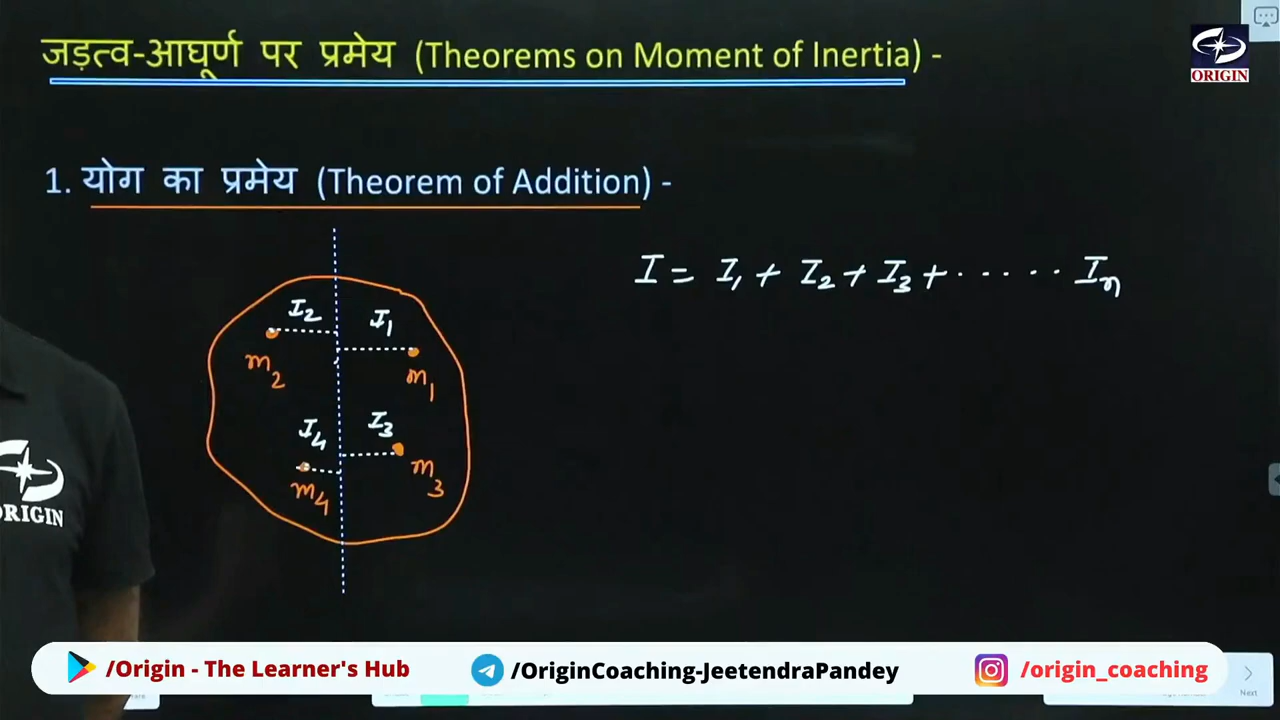 जड़त्व-आघूर्ण पर प्रमेय (Theorems on Moment of Inertia) -
ORIGIN
1. योग का प्रमेय (Theorem of Addition) -
I = I₁ + I₂ + I₃ + ...... Iₙ
I₂
I₁
m₂
m₁
I₄
I₃
m₄
m₃
ORIGIN
/Origin - The Learner's Hub
/OriginCoaching-JeetendraPandey
/origin_coaching
Next